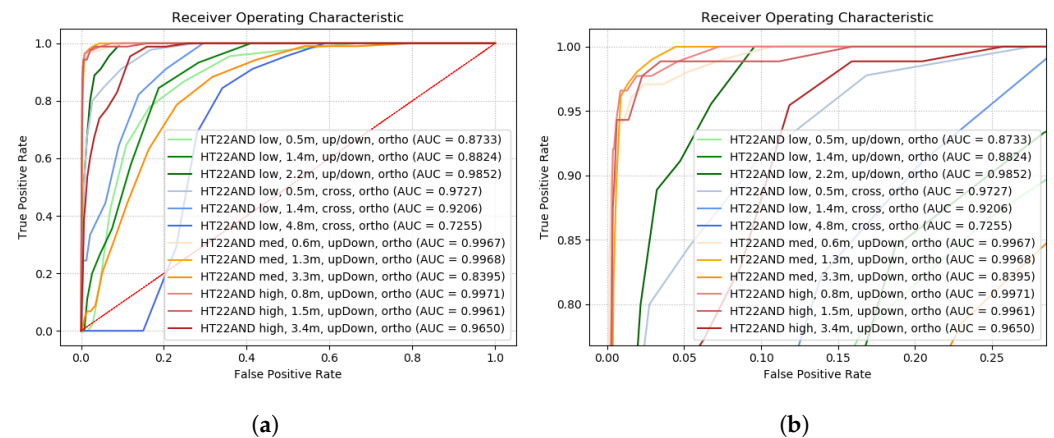 Receiver Operating Characteristic
1.0
0.8
0.6
0.4
0.2
0.0
True Positive Rate
HT22AND low, 0.5m, up/down, ortho (AUC = 0.8733)
HT22AND low, 1.4m, up/down, ortho (AUC = 0.8824)
HT22AND low, 2.2m, up/down, ortho (AUC = 0.9852)
HT22AND low, 0.5m, cross, ortho (AUC = 0.9727)
HT22AND low, 1.4m, cross, ortho (AUC = 0.9206)
HT22AND low, 4.8m, cross, ortho (AUC = 0.7255)
HT22AND med, 0.6m, upDown, ortho (AUC = 0.9967)
HT22AND med, 1.3m, upDown, ortho (AUC = 0.9968)
HT22AND med, 3.3m, upDown, ortho (AUC = 0.8395)
HT22AND high, 0.8m, upDown, ortho (AUC = 0.9971)
HT22AND high, 1.5m, upDown, ortho (AUC = 0.9961)
HT22AND high, 3.4m, upDown, ortho (AUC = 0.9650)
0.0 0.2 0.4 0.6 0.8 1.0
False Positive Rate
(a)
Receiver Operating Characteristic
1.00
0.95
0.90
0.85
0.80
True Positive Rate
HT22AND low, 0.5m, up/down, ortho (AUC = 0.8733)
HT22AND low, 1.4m, up/down, ortho (AUC = 0.8824)
HT22AND low, 2.2m, up/down, ortho (AUC = 0.9852)
HT22AND low, 0.5m, cross, ortho (AUC = 0.9727)
HT22AND low, 1.4m, cross, ortho (AUC = 0.9206)
HT22AND low, 4.8m, cross, ortho (AUC = 0.7255)
HT22AND med, 0.6m, upDown, ortho (AUC = 0.9967)
HT22AND med, 1.3m, upDown, ortho (AUC = 0.9968)
HT22AND med, 3.3m, upDown, ortho (AUC = 0.8395)
HT22AND high, 0.8m, upDown, ortho (AUC = 0.9971)
HT22AND high, 1.5m, upDown, ortho (AUC = 0.9961)
HT22AND high, 3.4m, upDown, ortho (AUC = 0.9650)
0.00 0.05 0.10 0.15 0.20 0.25
False Positive Rate
(b)